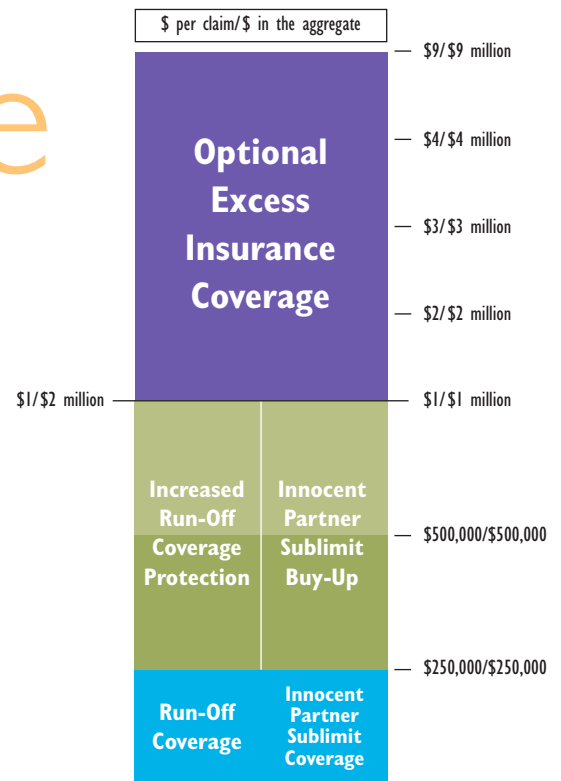 $ per claim/$ in the aggregate
$9/$9 million
e
$4/$4 million
Optional
Excess
Insurance
Coverage
$3/$3 million
$2/$2 million
$1/$2 million
$1/$1 million
Increased
Run-Off
Coverage
Protection
Innocent
Partner
Sublimit
Buy-Up
$500,000/$500,000
$250,000/$250,000
Run-Off
Coverage
Innocent
Partner
Sublimit
Coverage